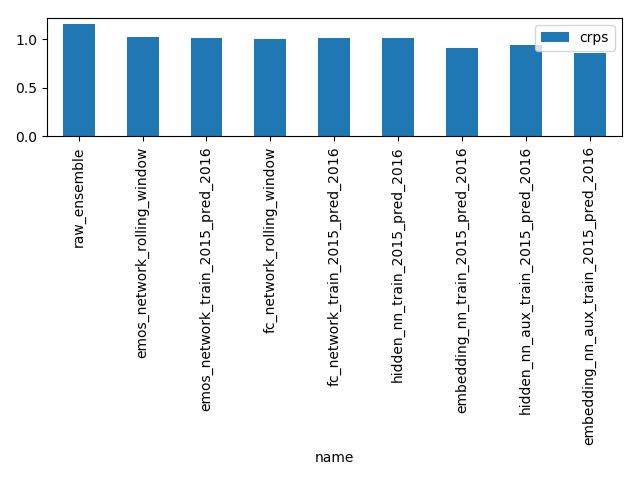 1.0
0.5
0.0
crps
raw_ensemble
emos_network_rolling_window
emos_network_train_2015_pred_2016
fc_network_rolling_window
fc_network_train_2015_pred_2016
hidden_nn_train_2015_pred_2016
embedding_nn_train_2015_pred_2016
hidden_nn_aux_train_2015_pred_2016
embedding_nn_aux_train_2015_pred_2016
name